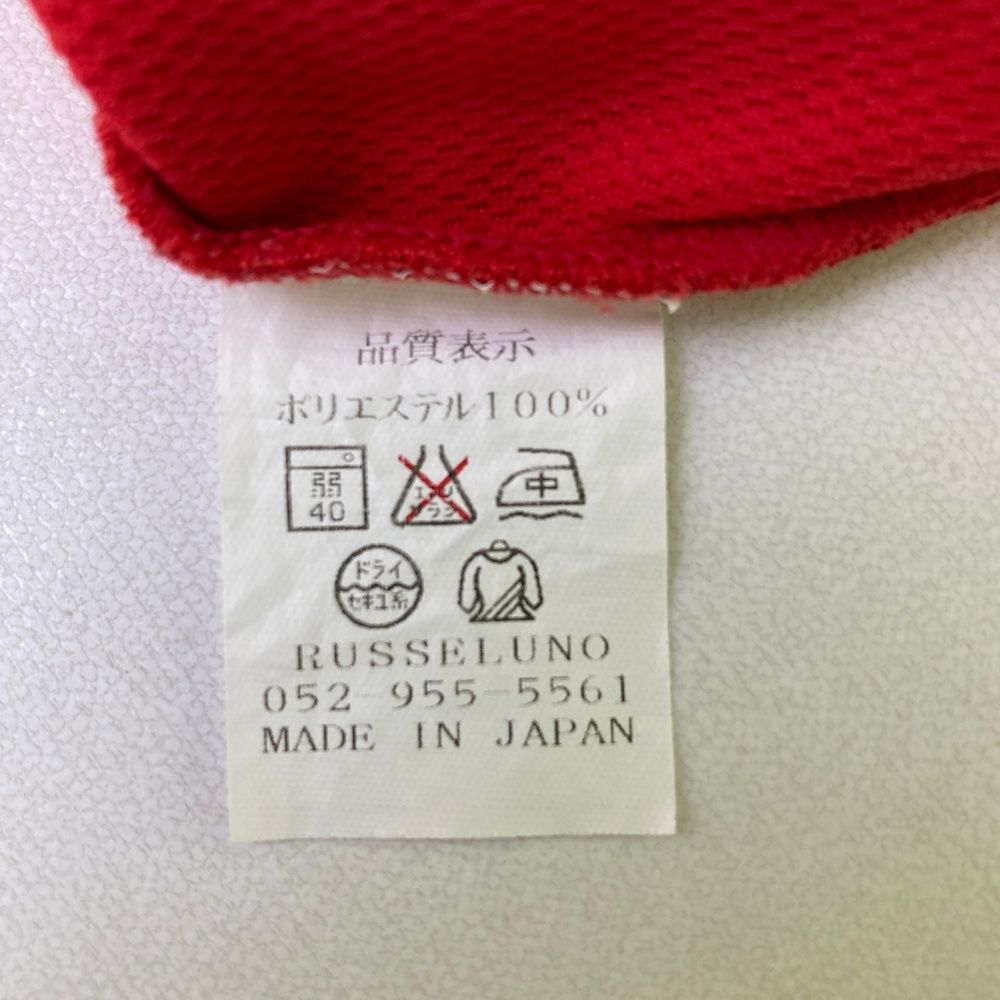 品質表示
ポリエステル100%
弱
40
エンソ
サラシ
中
ドライ
セキユ系
RUSSELUNO
052-955-5561
MADE IN JAPAN